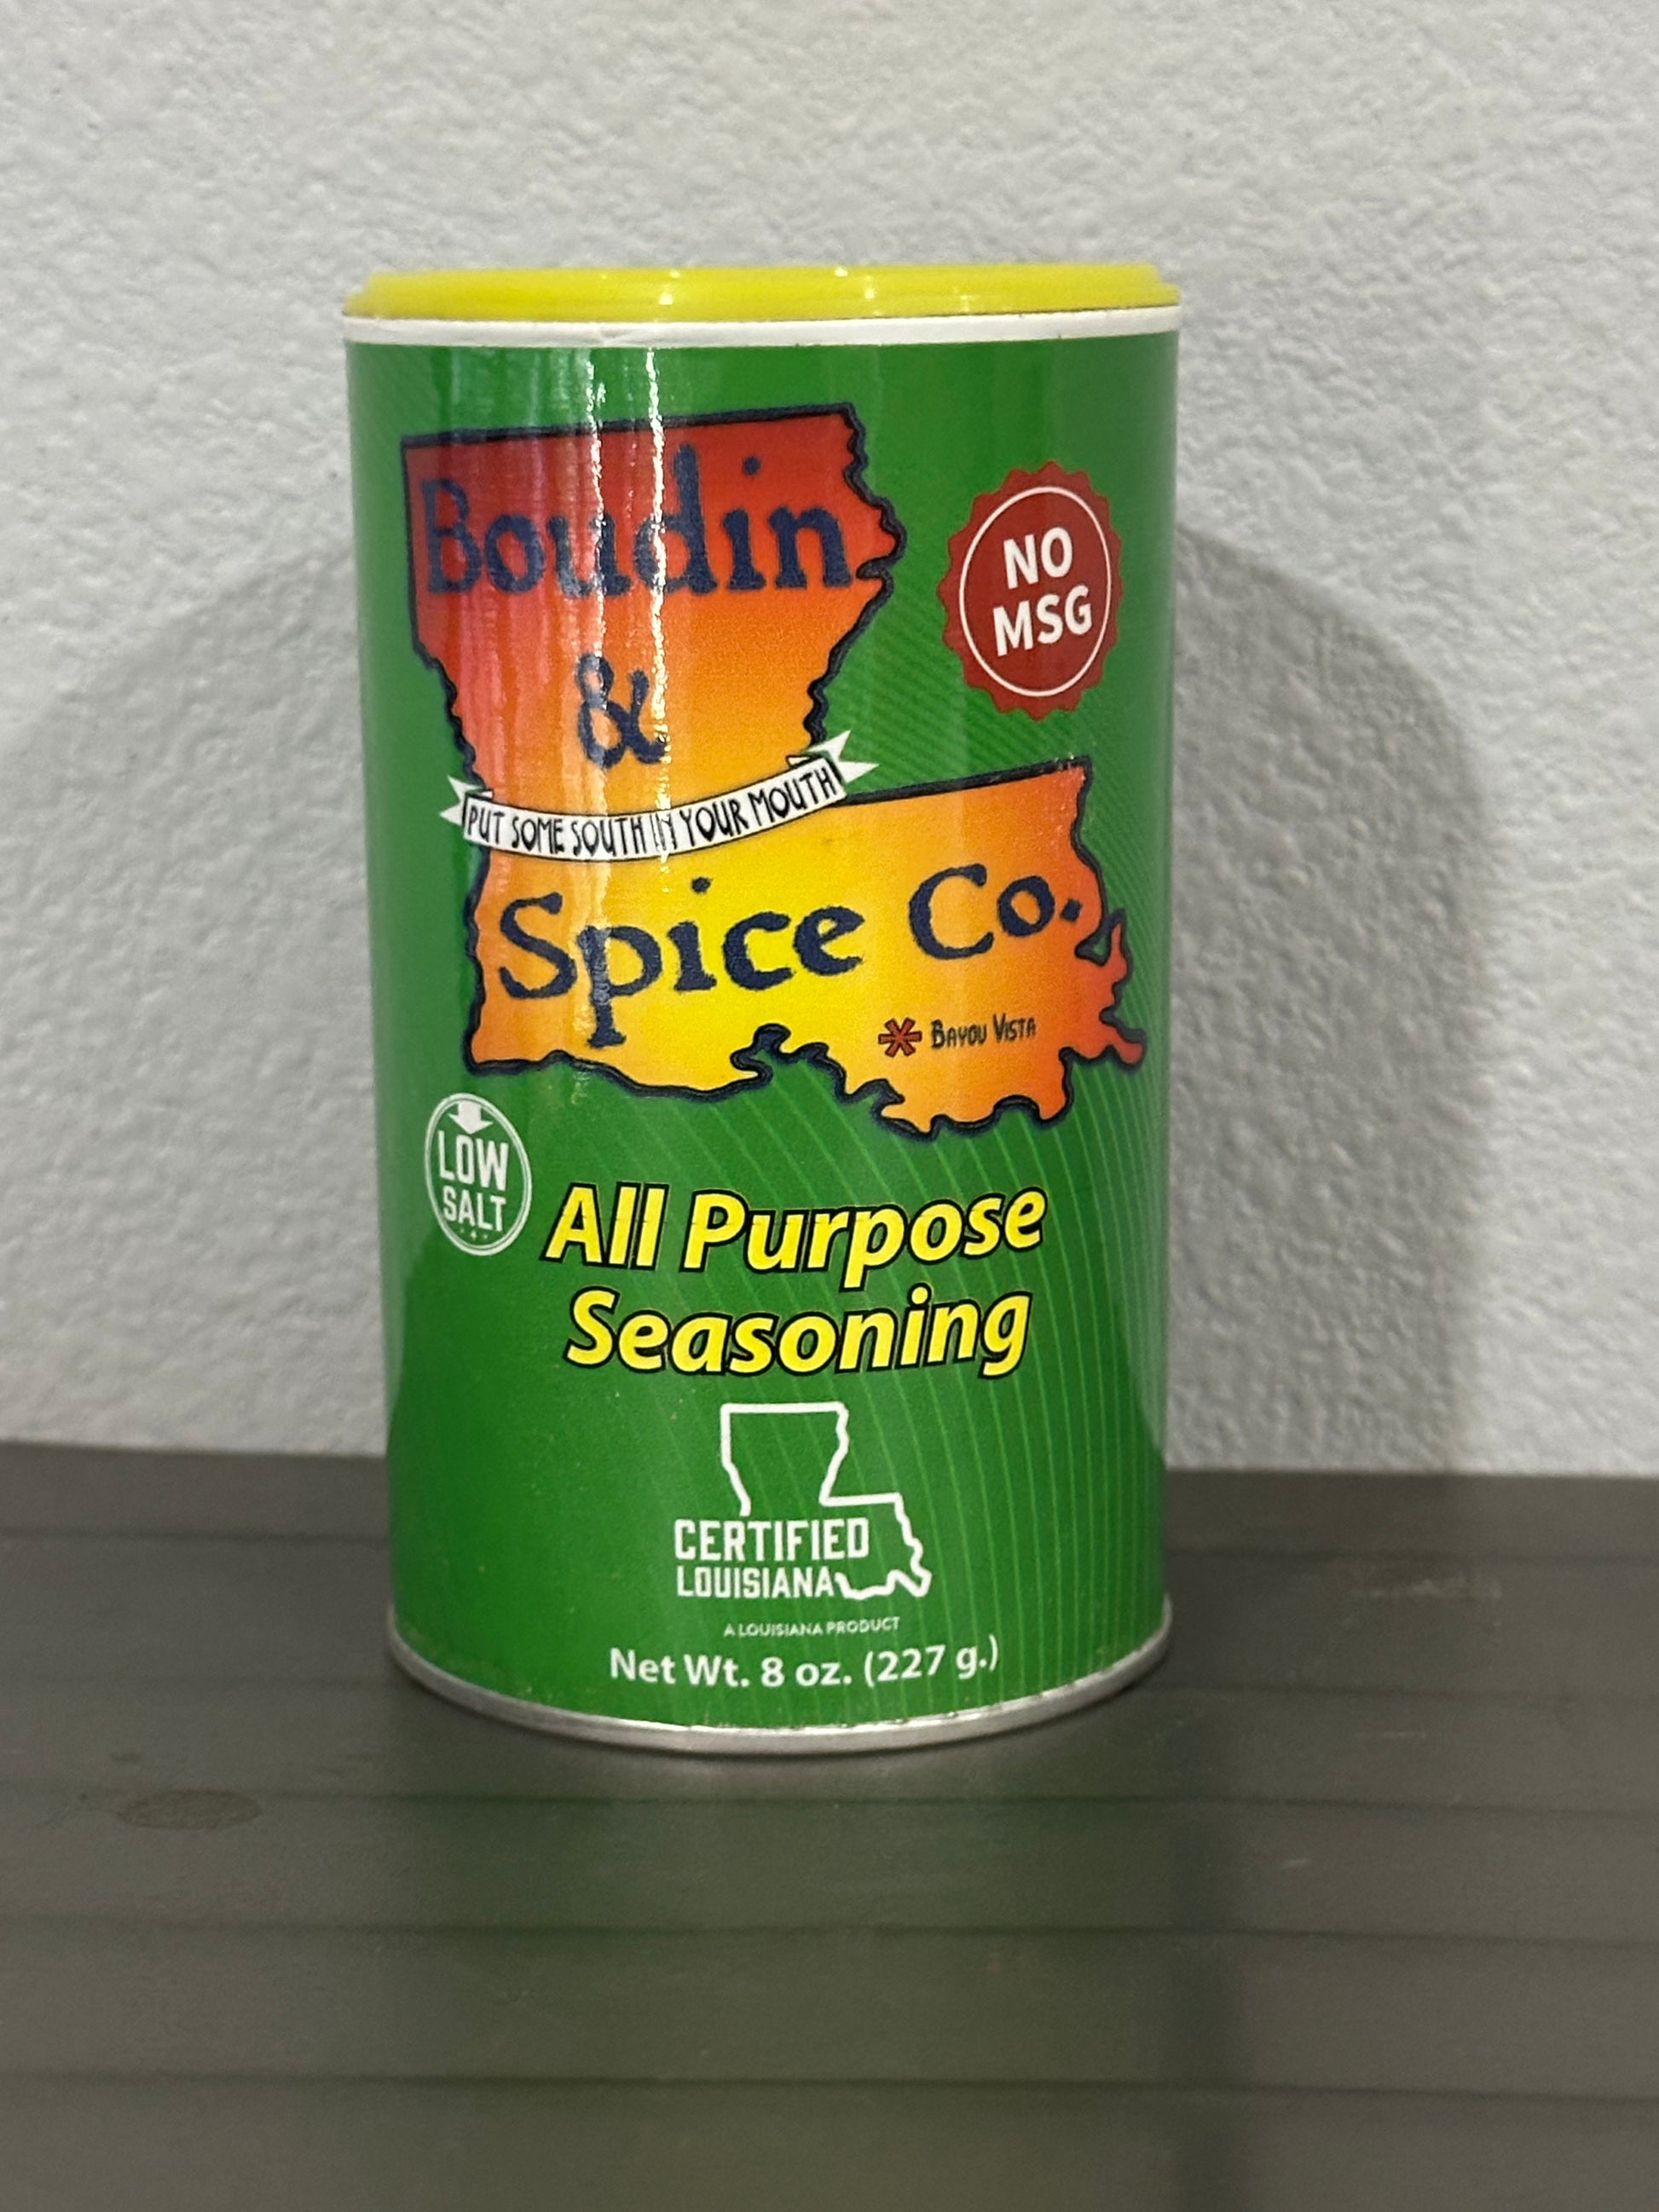 Boudin
&
PUT SOME SOUTH IN YOUR MOUTH
Spice Co.
BAYOU VISTA
NO
MSG
LOW
SALT
All Purpose
Seasoning
CERTIFIED
LOUISIANA
A LOUISIANA PRODUCT
Net Wt. 8 oz. (227 g.)